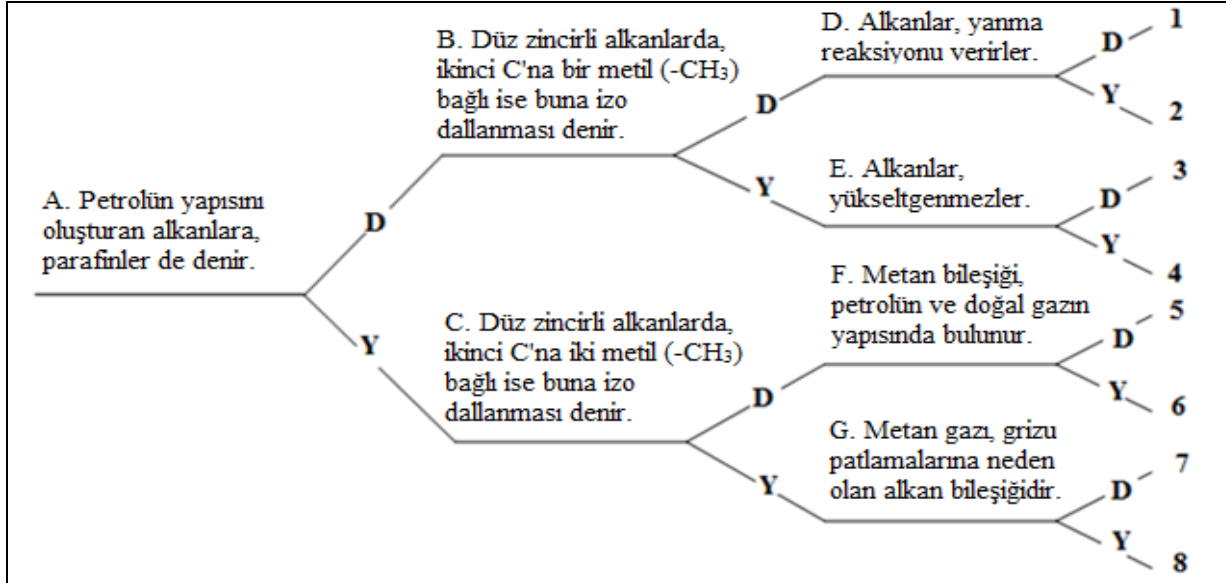 A. Petrolün yapısını
oluşturan alkanlara,
parafinler de denir.
D
Y
B. Düz zincirli alkanlarda,
ikinci C'na bir metil (-CH₃)
bağlı ise buna izo
dallanması denir.
D
Y
C. Düz zincirli alkanlarda,
ikinci C'na iki metil (-CH₃)
bağlı ise buna izo
dallanması denir.
D
Y
D. Alkanlar, yanma
reaksiyonu verirler.
D
1
Y
2
E. Alkanlar,
yükseltgenmezler.
D
3
Y
4
F. Metan bileşiği,
petrolün ve doğal gazın
yapısında bulunur.
D
5
Y
6
G. Metan gazı, grizu
patlamalarına neden
olan alkan bileşiğidir.
D
7
Y
8